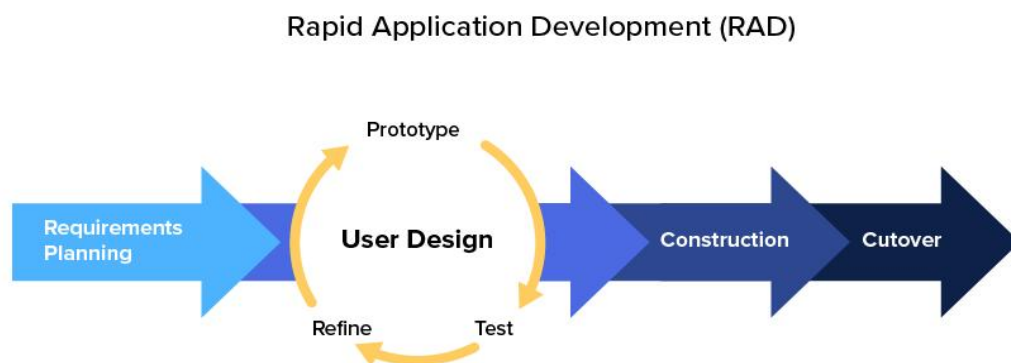 Rapid Application Development (RAD)
Prototype
Requirements
Planning
User Design
Construction
Cutover
Refine
Test